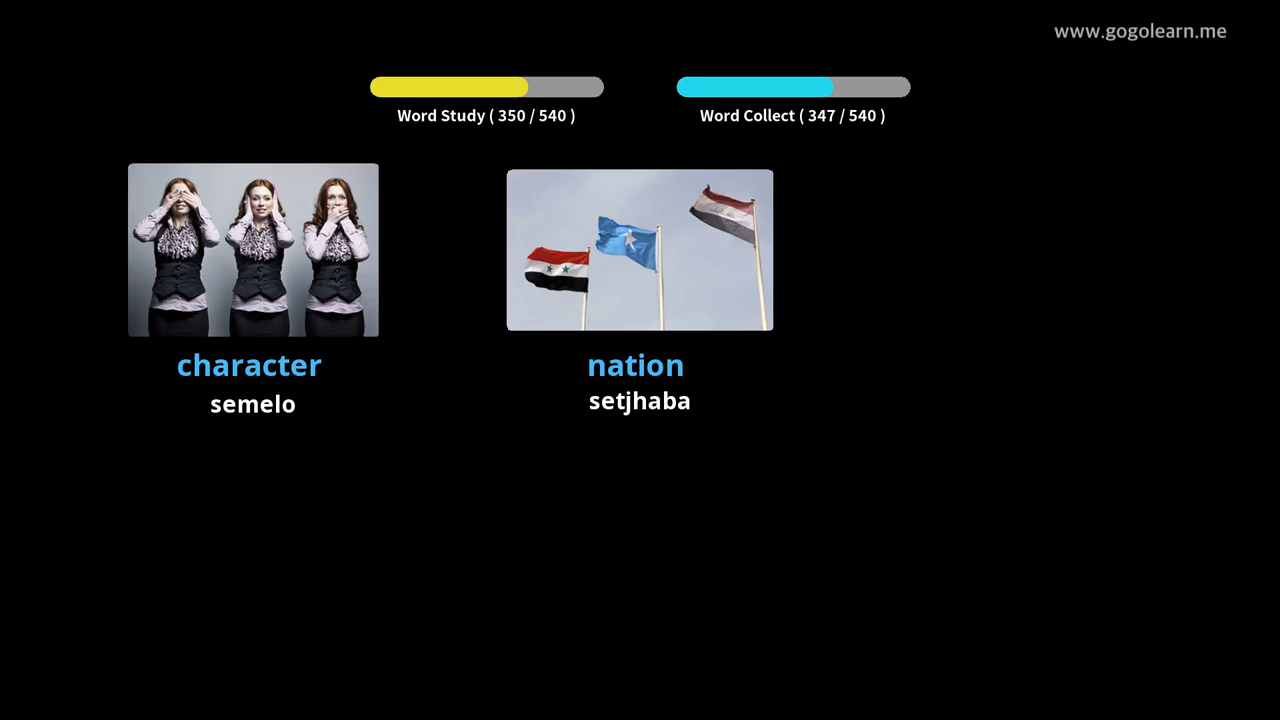 www.gogolearn.me
Word Study ( 350 / 540 )
Word Collect ( 347 / 540 )
character
semelo
nation
setjhaba